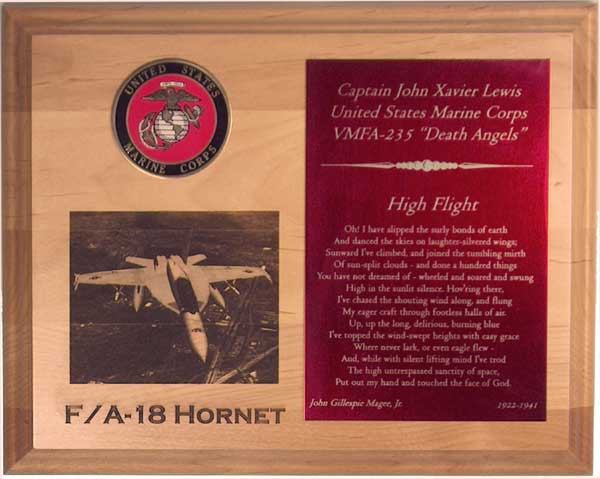 UNITED STATES
MARINE CORPS
F/A-18 HORNET
Captain John Xavier Lewis
United States Marine Corps
VMFA-235 "Death Angels"
High Flight
Oh! I have slipped the surly bonds of earth
And danced the skies on laughter-silvered wings;
Sunward I've climbed, and joined the tumbling mirth
Of sun-split clouds - and done a hundred things
You have not dreamed of - wheeled and soared and swung
High in the sunlit silence. Hov'ring there,
I've chased the shouting wind along, and flung
My eager craft through footless halls of air.
Up, up the long, delirious, burning blue
I've topped the wind-swept heights with easy grace
Where never lark, or even eagle flew -
And, while with silent lifting mind I've trod
The high untrespassed sanctity of space,
Put out my hand and touched the face of God.
John Gillespie Magee, Jr. 1922-1941